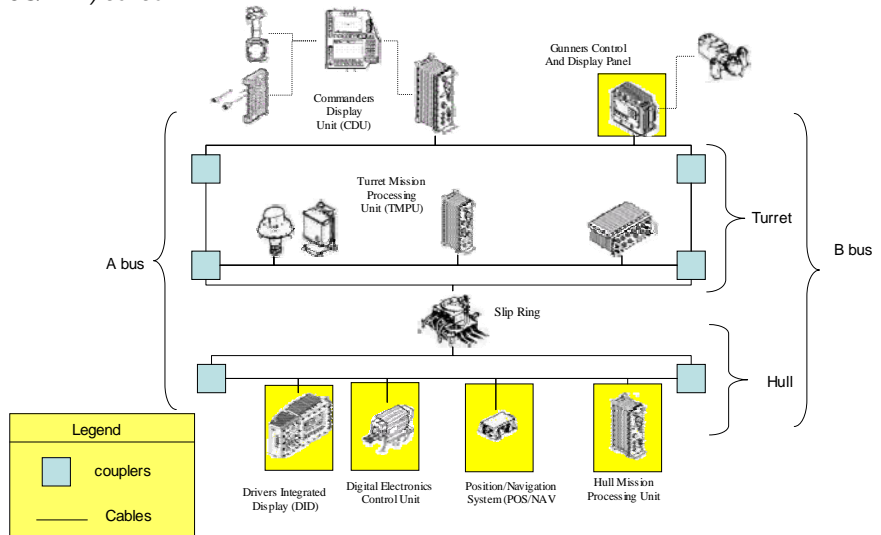 Gunners Control
And Display Panel
Commanders
Display
Unit (CDU)
Turret Mission
Processing
Unit (TMPU)
Turret
A bus
B bus
Slip Ring
Hull
Legend
couplers
Cables
Drivers Integrated
Display (DID)
Digital Electronics
Control Unit
Position/Navigation
System (POS/NAV
Hull Mission
Processing Unit